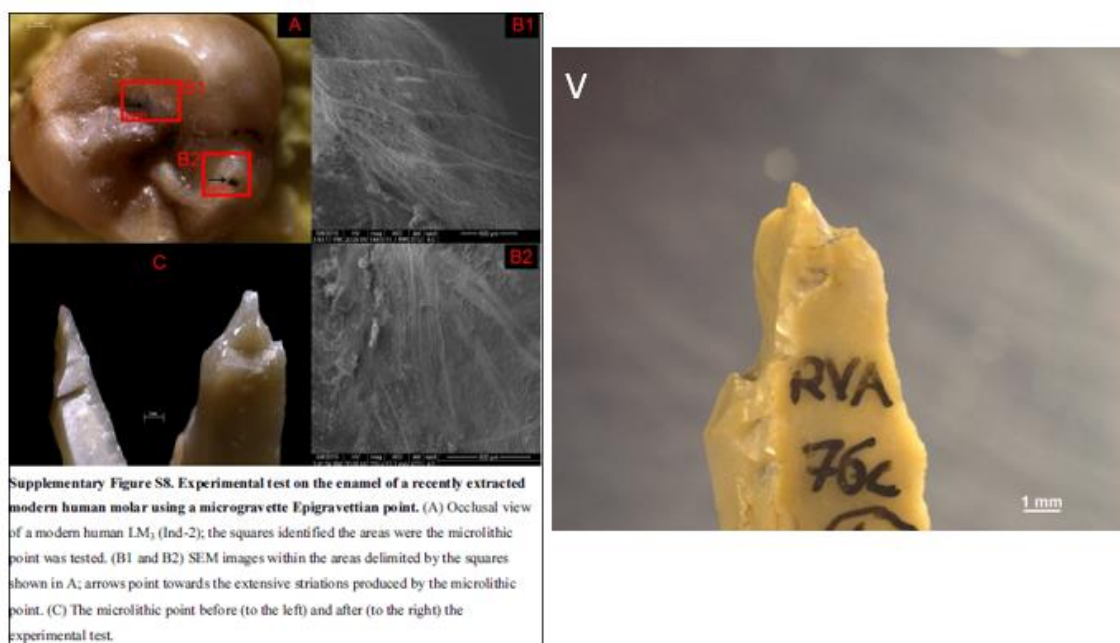 A
B1
B1
B2
C
B2
Supplementary Figure S8. Experimental test on the enamel of a recently extracted
modern human molar using a microgravette Epigravettian point. (A) Occlusal view
of a modern human LM3 (Ind-2); the squares identified the areas were the microlithic
point was tested. (B1 and B2) SEM images within the areas delimited by the squares
shown in A; arrows point towards the extensive striations produced by the microlithic
point. (C) The microlithic point before (to the left) and after (to the right) the
experimental test.
V
RVA
76c
1 mm